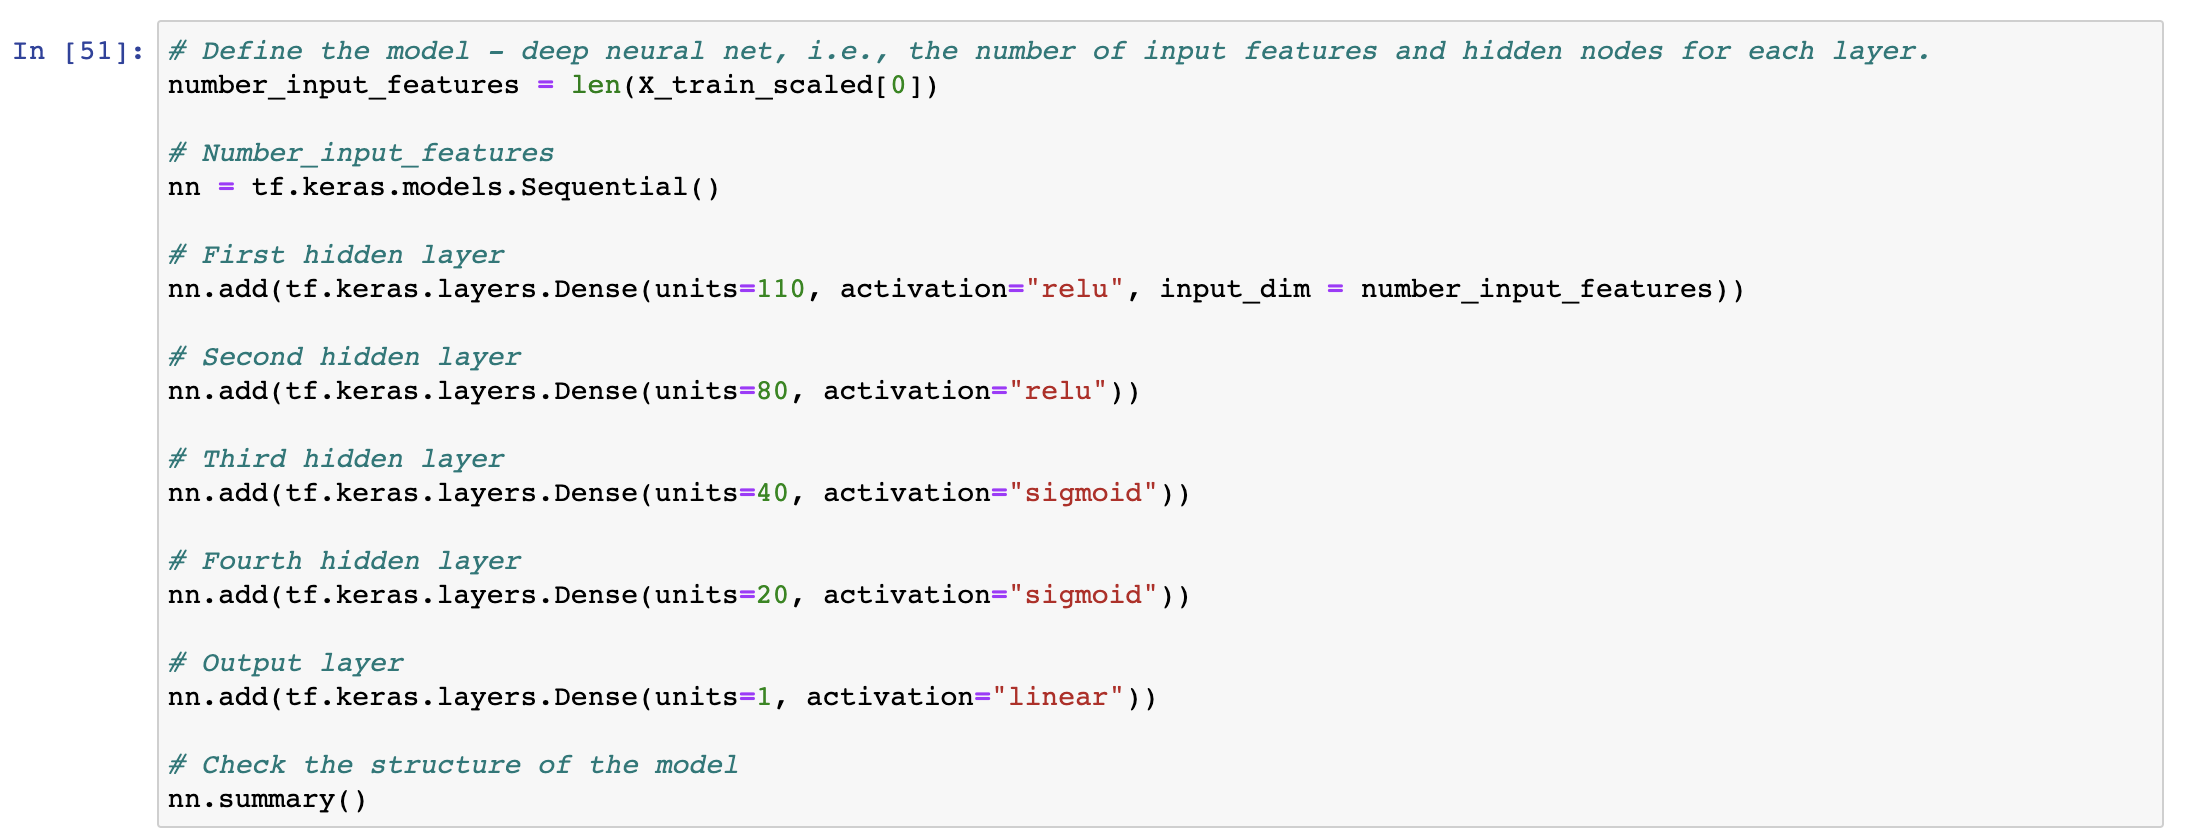 In [51]:
# Define the model - deep neural net, i.e., the number of input features and hidden nodes for each layer.
number_input_features = len(X_train_scaled[0])
# Number_input_features
nn = tf.keras.models.Sequential()
# First hidden layer
nn.add(tf.keras.layers.Dense(units=110, activation="relu", input_dim = number_input_features))
# Second hidden layer
nn.add(tf.keras.layers.Dense(units=80, activation="relu"))
# Third hidden layer
nn.add(tf.keras.layers.Dense(units=40, activation="sigmoid"))
# Fourth hidden layer
nn.add(tf.keras.layers.Dense(units=20, activation="sigmoid"))
# Output layer
nn.add(tf.keras.layers.Dense(units=1, activation="linear"))
# Check the structure of the model
nn.summary()